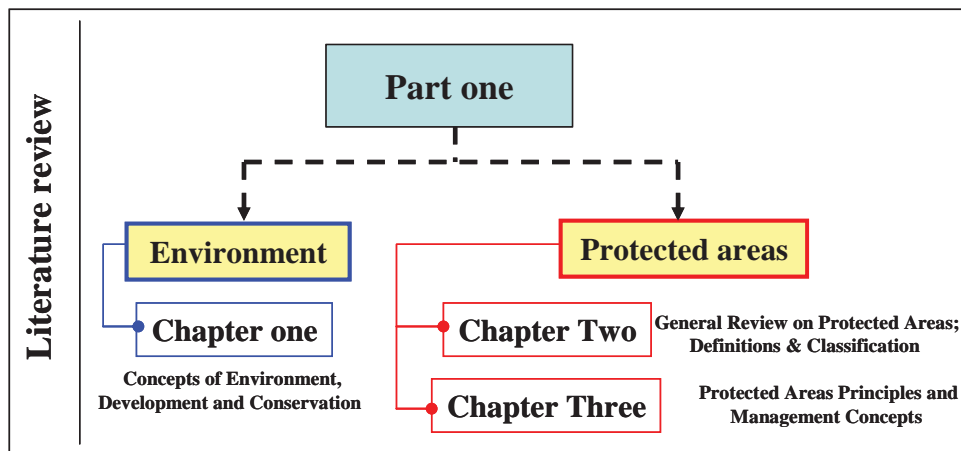 Literature review
Part one
Environment
Protected areas
Chapter one
Concepts of Environment,
Development and Conservation
Chapter Two
General Review on Protected Areas;
Definitions & Classification
Chapter Three
Protected Areas Principles and
Management Concepts